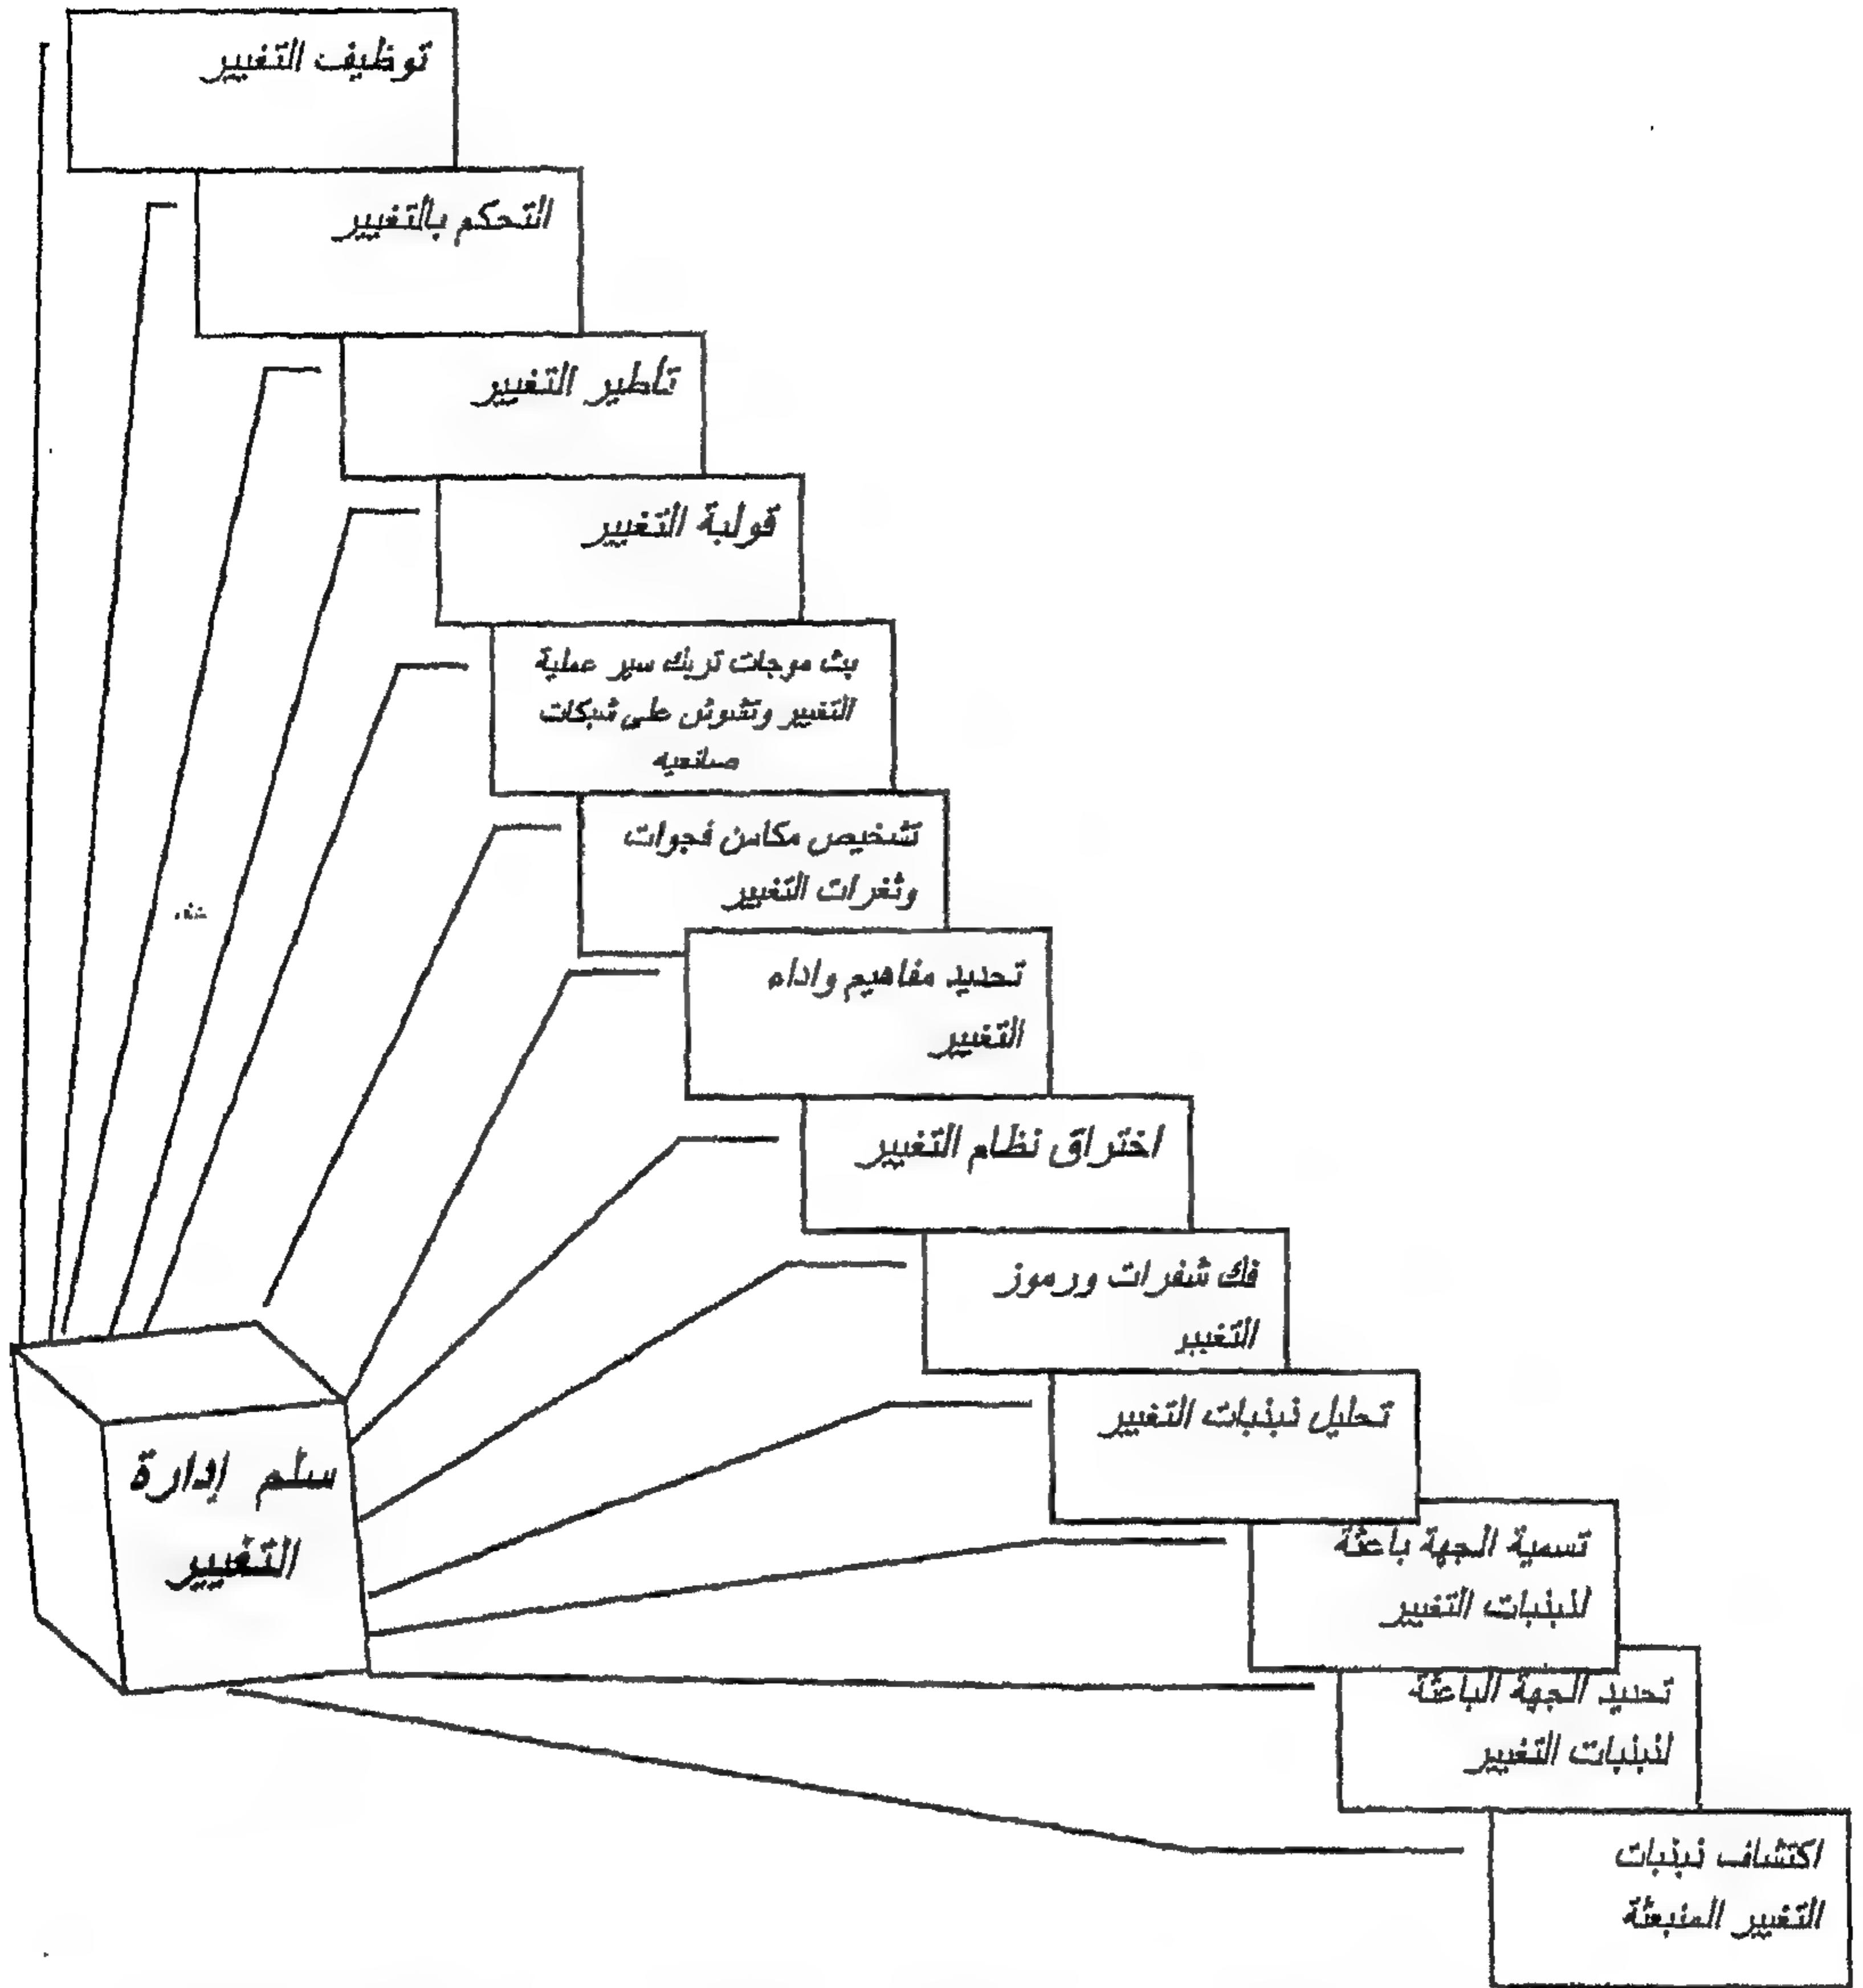 توظيف التغيير
التحكم بالتغيير
تأطير التغيير
قولبة التغيير
بث موجات تربك سير عملية
التغيير وتشوش على شبكات
صانعيه
تشخيص مكامن فجوات
وثغرات التغيير
تحديد مفاهيم واداء
التغيير
اختراق نظام التغيير
فك شفرات ورموز
التغيير
تحليل ذبذبات التغيير
تسمية الجهة باعثة
لذبذبات التغيير
تحديد الجهة الباعثة
لذبذبات التغيير
اكتشاف ذبذبات
التغيير المنبعثة
سلم إدارة
التغيير